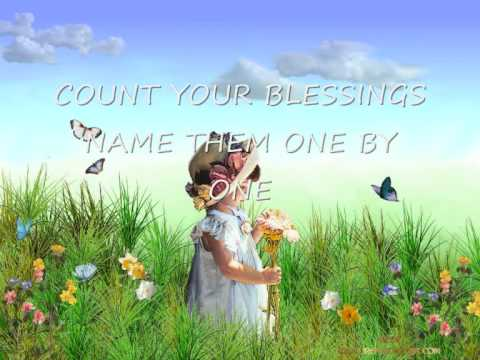 COUNT YOUR BLESSINGS
NAME THEM ONE BY
ONE